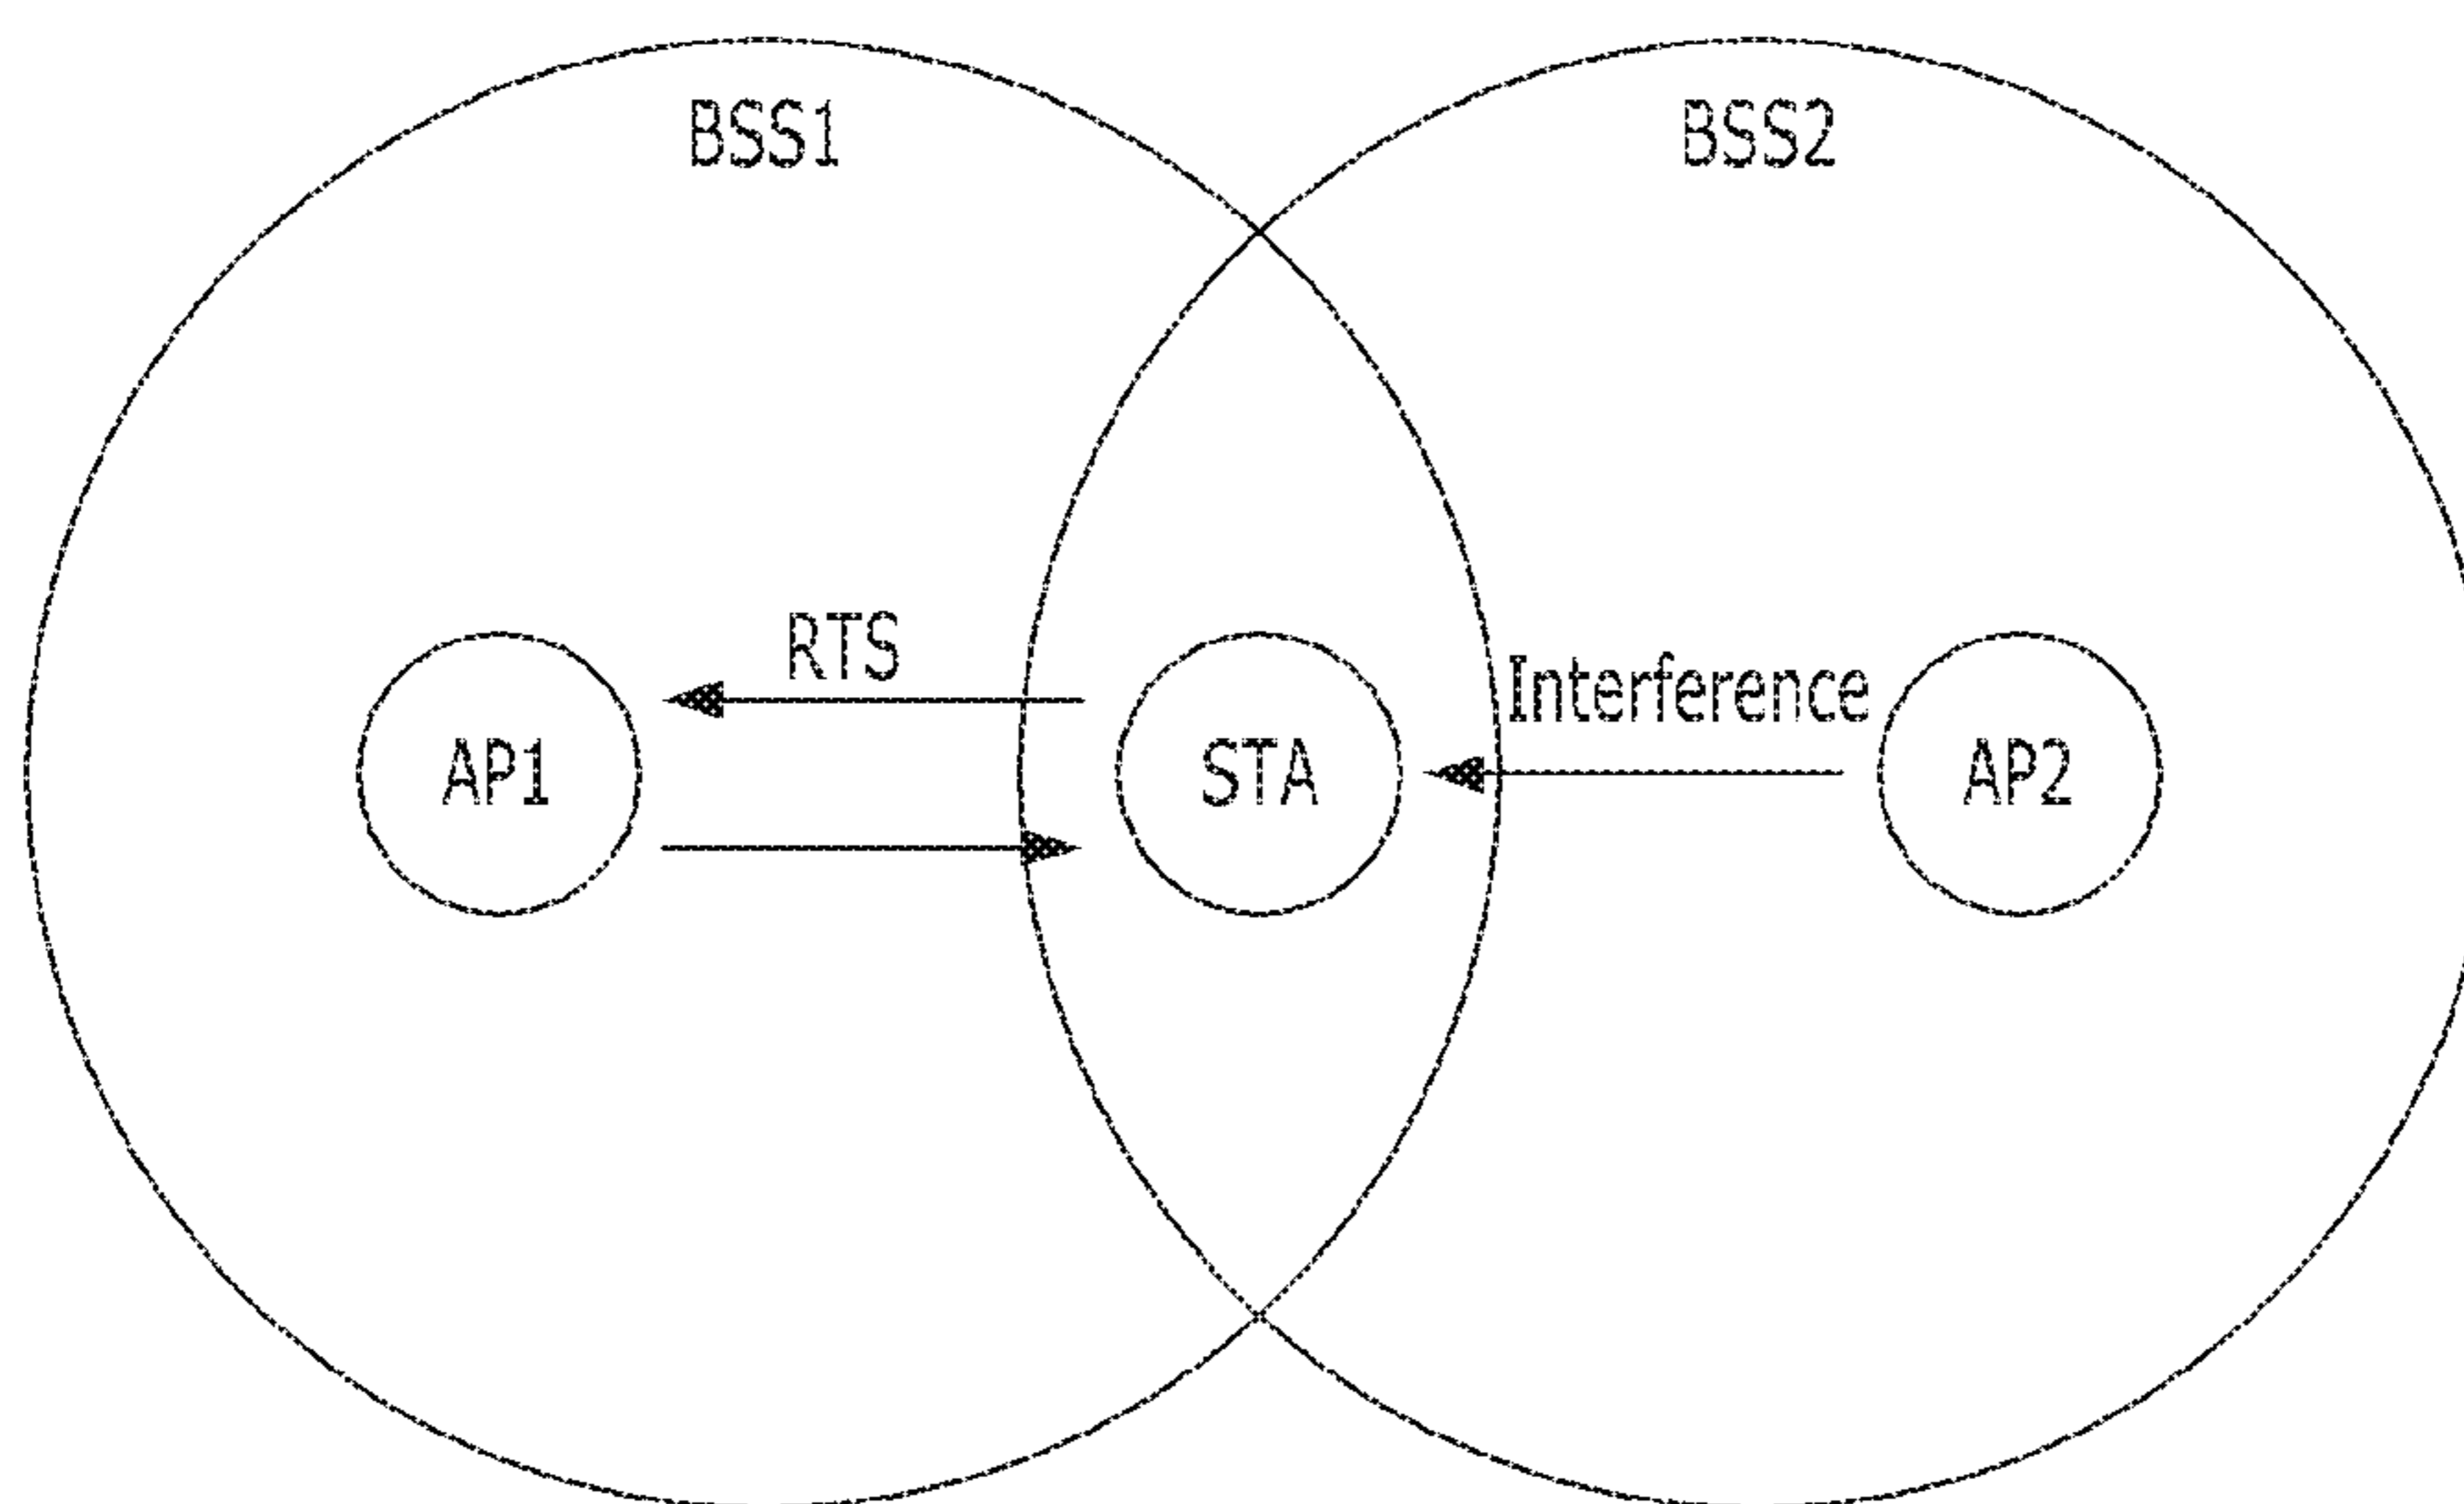 BSS1
BSS2
RTS
Interference
AP1
STA
AP2